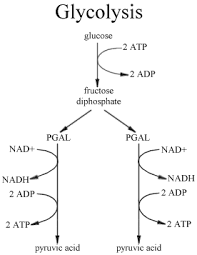 Glycolysis
glucose
2 ATP
2 ADP
fructose
diphosphate
PGAL PGAL
NAD+ NAD+
NADH NADH
2 ADP 2 ADP
2 ATP 2 ATP
pyruvic acid pyruvic acid